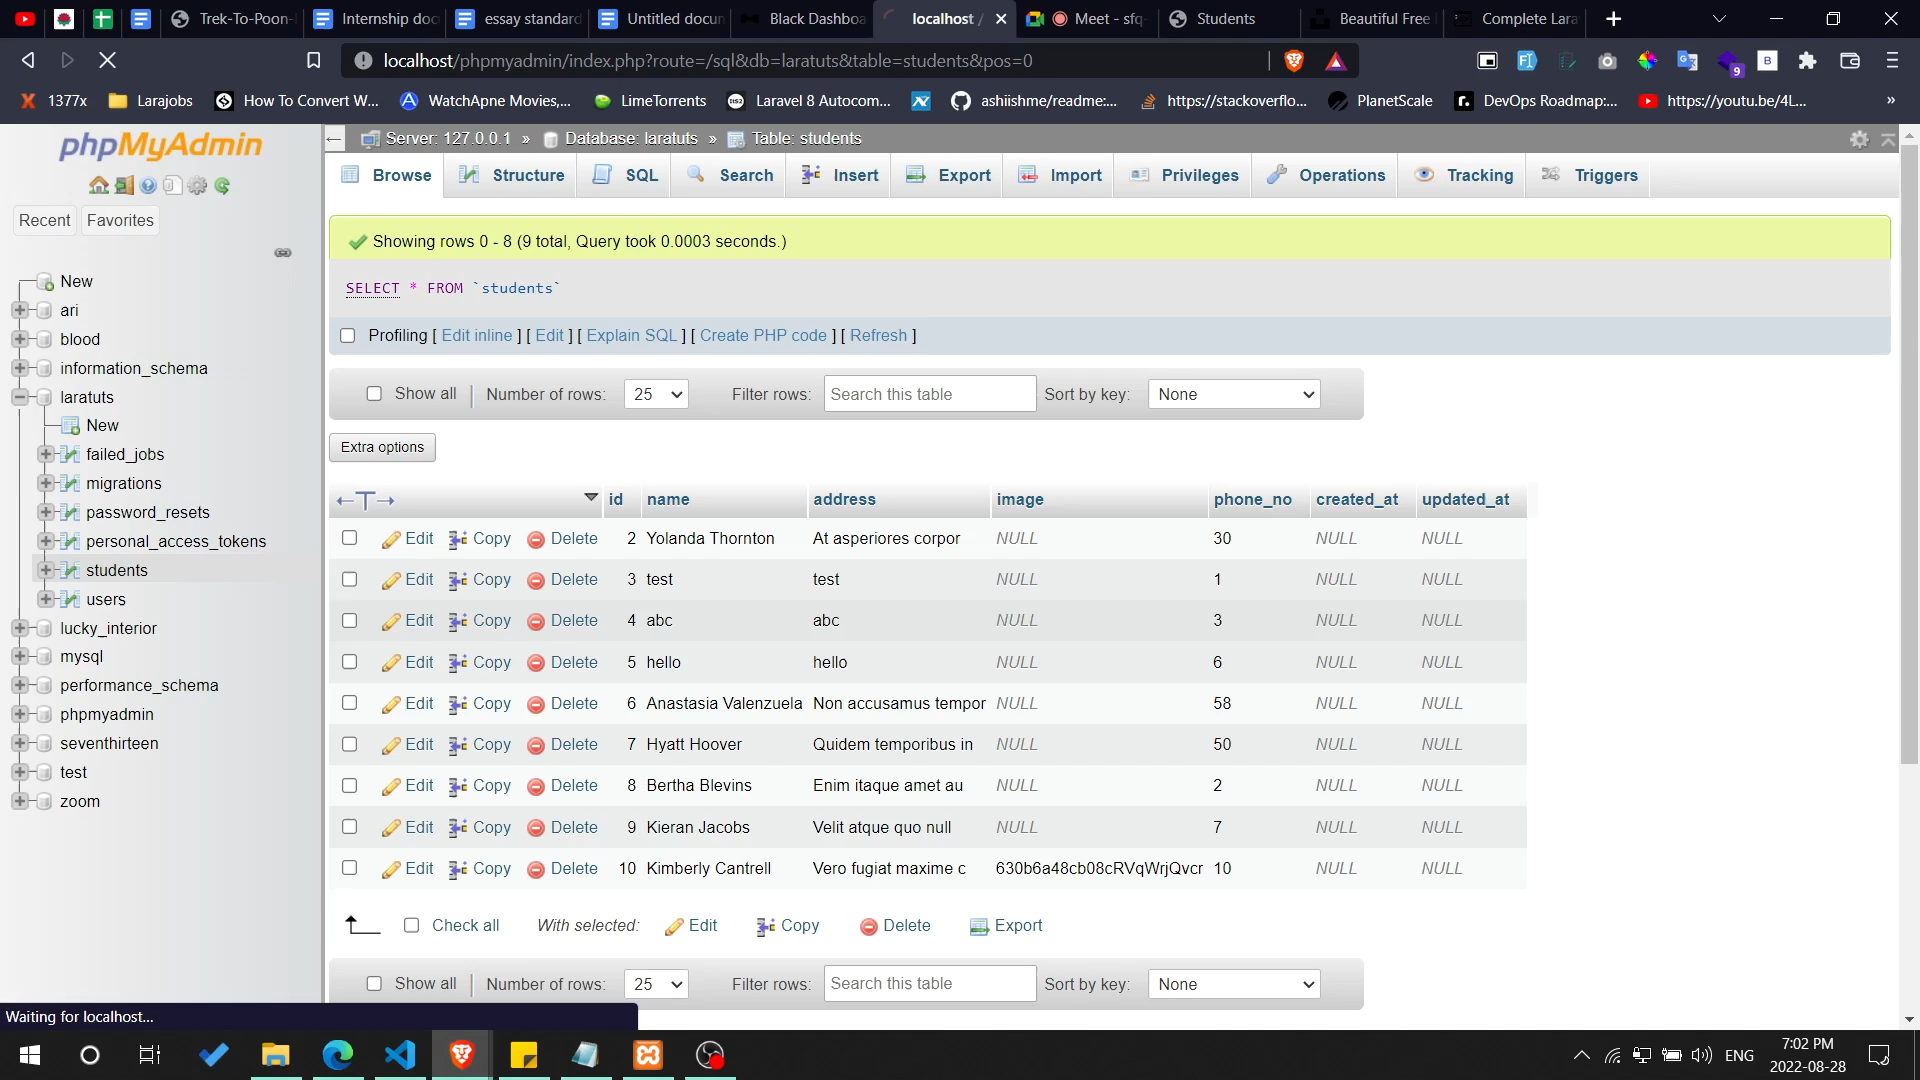 Trek-To-Poon-
Internship doc
essay standard
Untitled docun
Black Dashboa
localhost /
Meet - sfq-
Students
Beautiful Free
Complete Lara
localhost/phpmyadmin/index.php?route=/sql&db=laratuts&table=students&pos=0
9
B
1377x
Larajobs
How To Convert W...
WatchApne Movies,...
LimeTorrents
Laravel 8 Autocom...
ashiishme/readme:...
https://stackoverflo...
PlanetScale
DevOps Roadmap:...
https://youtu.be/4L...
»
phpMyAdmin
Recent
Favorites
New
ari
blood
information_schema
laratuts
New
failed_jobs
migrations
password_resets
personal_access_tokens
students
users
lucky_interior
mysql
performance_schema
phpmyadmin
seventhirteen
test
zoom
Server: 127.0.0.1 » Database: laratuts » Table: students
Browse Structure SQL Search Insert Export Import Privileges Operations Tracking Triggers
Showing rows 0 - 8 (9 total, Query took 0.0003 seconds.)
SELECT * FROM `students`
Profiling [ Edit inline ] [ Edit ] [ Explain SQL ] [ Create PHP code ] [ Refresh ]
Show all Number of rows: 25 Filter rows: Search this table Sort by key: None
Extra options
←T→ id name address image phone_no created_at updated_at
Edit Copy Delete 2 Yolanda Thornton At asperiores corpor NULL 30 NULL NULL
Edit Copy Delete 3 test test NULL 1 NULL NULL
Edit Copy Delete 4 abc abc NULL 3 NULL NULL
Edit Copy Delete 5 hello hello NULL 6 NULL NULL
Edit Copy Delete 6 Anastasia Valenzuela Non accusamus tempor NULL 58 NULL NULL
Edit Copy Delete 7 Hyatt Hoover Quidem temporibus in NULL 50 NULL NULL
Edit Copy Delete 8 Bertha Blevins Enim itaque amet au NULL 2 NULL NULL
Edit Copy Delete 9 Kieran Jacobs Velit atque quo null NULL 7 NULL NULL
Edit Copy Delete 10 Kimberly Cantrell Vero fugiat maxime c 630b6a48cb08cRVqWrjQvcr 10 NULL NULL
Check all With selected: Edit Copy Delete Export
Show all Number of rows: 25 Filter rows: Search this table Sort by key: None
Waiting for localhost...
ENG
7:02 PM
2022-08-28